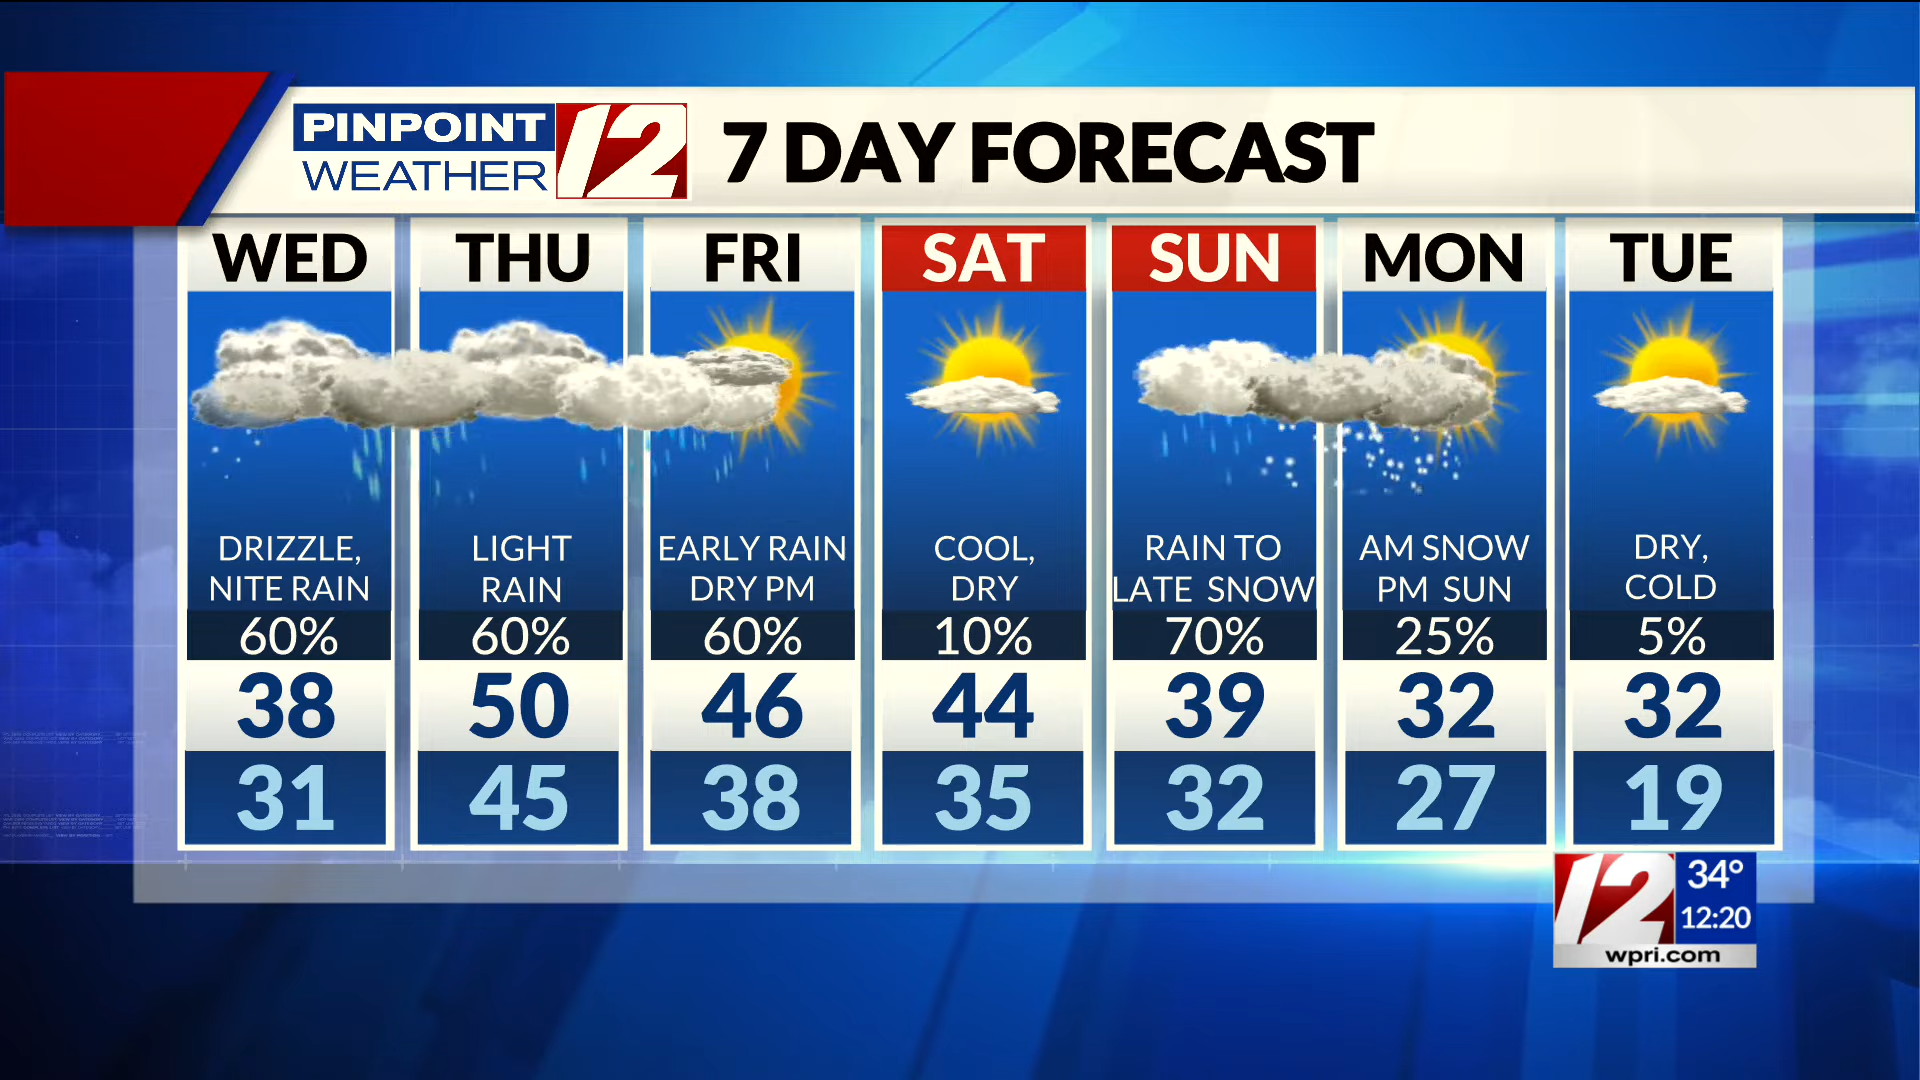 PINPOINT
WEATHER
12
7 DAY FORECAST
WED
THU
FRI
SAT
SUN
MON
TUE
DRIZZLE,
NITE RAIN
LIGHT
RAIN
EARLY RAIN
DRY PM
COOL,
DRY
RAIN TO
LATE SNOW
AM SNOW
PM SUN
DRY,
COLD
60%
60%
60%
10%
70%
25%
5%
38
50
46
44
39
32
32
31
45
38
35
32
27
19
12
34°
12:20
wpri.com